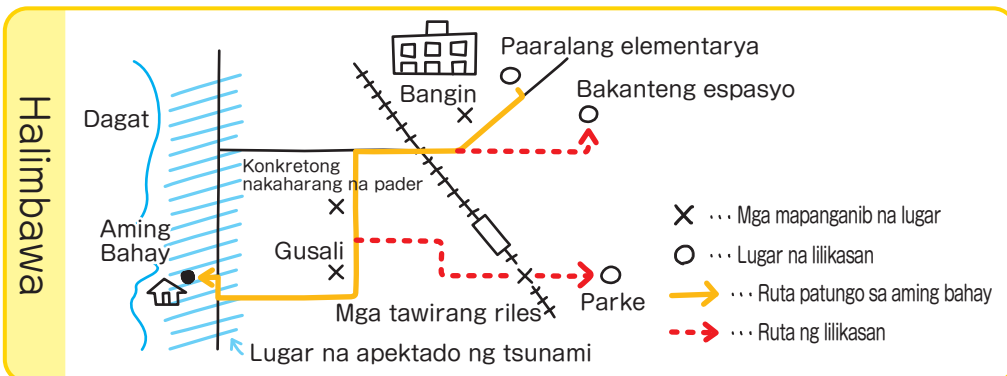 Halimbawa
Paaralang elementarya
Bangin
Bakanteng espasyo
Dagat
Konkretong
nakaharang na pader
Aming
Bahay
Gusali
Mga tawirang riles
Parke
Lugar na apektado ng tsunami
× ··· Mga mapanganib na lugar
○ ··· Lugar na lilikasan
··· Ruta patungo sa aming bahay
··· Ruta ng lilikasan